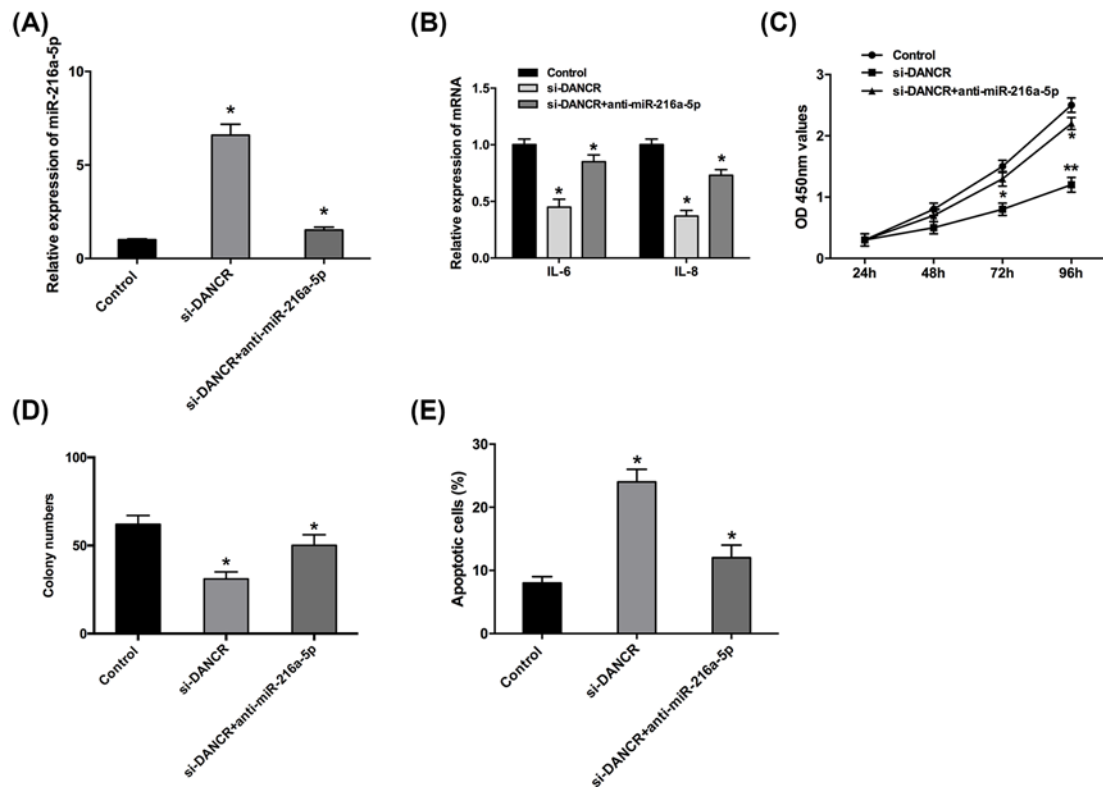 (A)
Relative expression of miR-216a-5p
10
5
0
*
*
Control
si-DANCR
si-DANCR+anti-miR-216a-5p
(B)
Control
si-DANCR
si-DANCR+anti-miR-216a-5p
Relative expression of mRNA
1.5
1.0
0.5
0.0
*
*
*
*
IL-6
IL-8
(C)
Control
si-DANCR
si-DANCR+anti-miR-216a-5p
OD 450nm values
3
2
1
0
*
**
*
24h
48h
72h
96h
(D)
Colony numbers
100
50
0
*
*
Control
si-DANCR
si-DANCR+anti-miR-216a-5p
(E)
Apoptotic cells (%)
30
20
10
0
*
*
Control
si-DANCR
si-DANCR+anti-miR-216a-5p